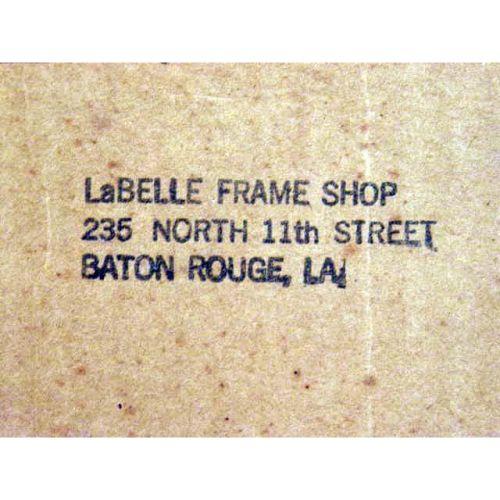 LaBELLE FRAME SHOP
235 NORTH 11th STREET
BATON ROUGE, LA.